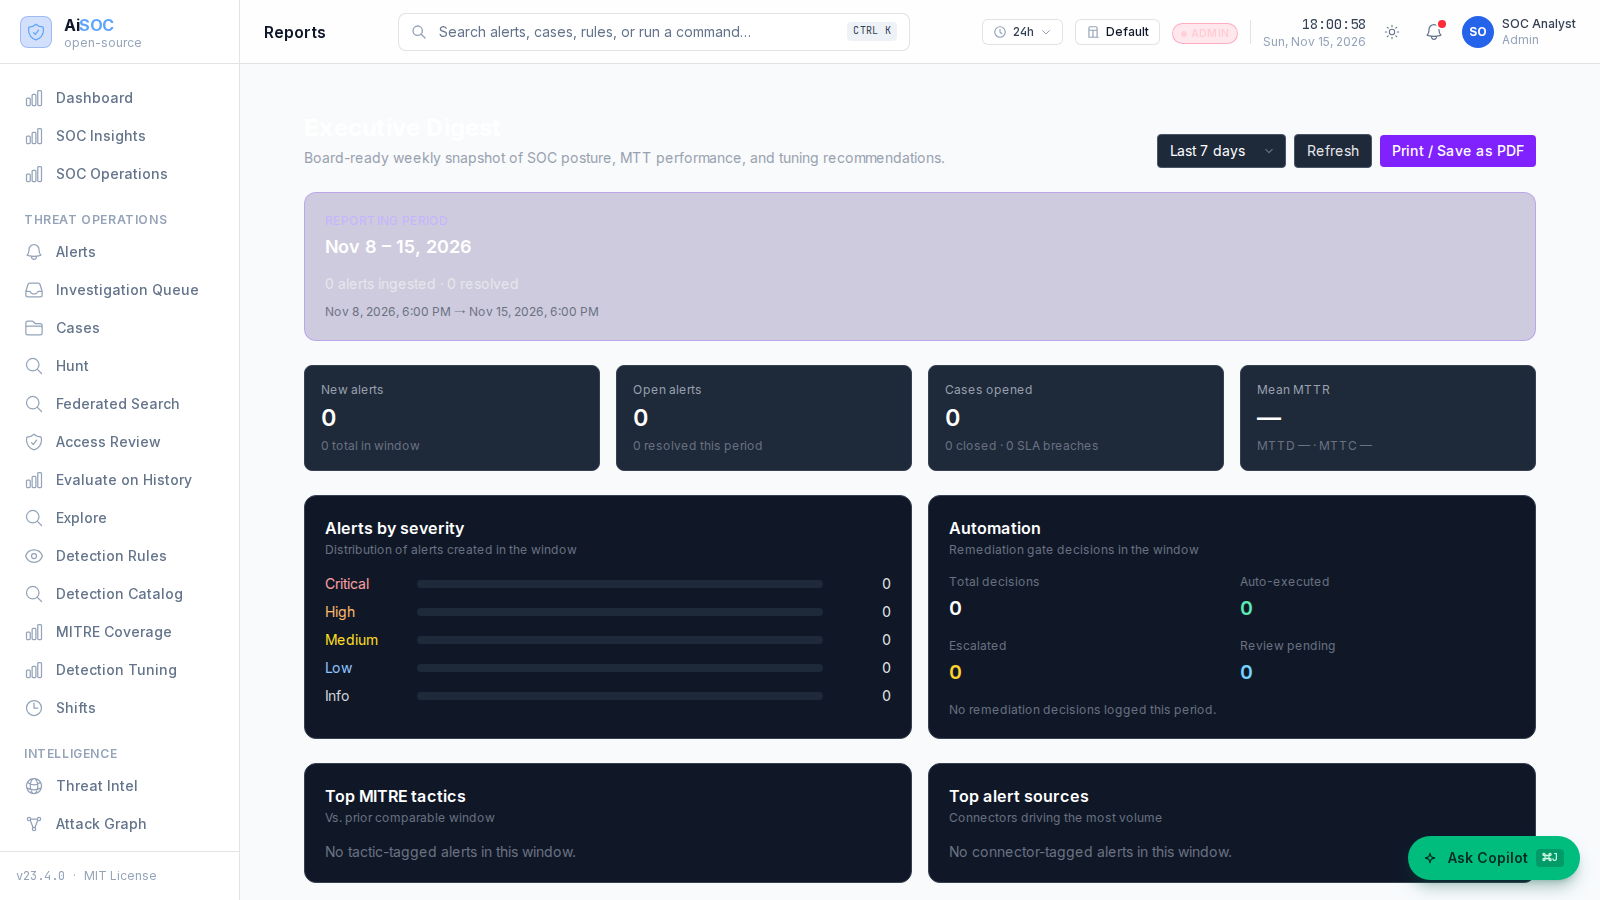 AiSOC
open-source
Dashboard
SOC Insights
SOC Operations
THREAT OPERATIONS
Alerts
Investigation Queue
Cases
Hunt
Federated Search
Access Review
Evaluate on History
Explore
Detection Rules
Detection Catalog
MITRE Coverage
Detection Tuning
Shifts
INTELLIGENCE
Threat Intel
Attack Graph
v23.4.0 · MIT License
Reports
Search alerts, cases, rules, or run a command…
CTRL K
24h
Default
ADMIN
18:00:58
Sun, Nov 15, 2026
SO
SOC Analyst
Admin
Executive Digest
Board-ready weekly snapshot of SOC posture, MTT performance, and tuning recommendations.
Last 7 days
Refresh
Print / Save as PDF
REPORTING PERIOD
Nov 8 – 15, 2026
0 alerts ingested · 0 resolved
Nov 8, 2026, 6:00 PM → Nov 15, 2026, 6:00 PM
New alerts
0
0 total in window
Open alerts
0
0 resolved this period
Cases opened
0
0 closed · 0 SLA breaches
Mean MTTR
—
MTTD — · MTTC —
Alerts by severity
Distribution of alerts created in the window
Critical 0
High 0
Medium 0
Low 0
Info 0
Automation
Remediation gate decisions in the window
Total decisions
0
Auto-executed
0
Escalated
0
Review pending
0
No remediation decisions logged this period.
Top MITRE tactics
Vs. prior comparable window
No tactic-tagged alerts in this window.
Top alert sources
Connectors driving the most volume
No connector-tagged alerts in this window.
Ask Copilot ⌘J